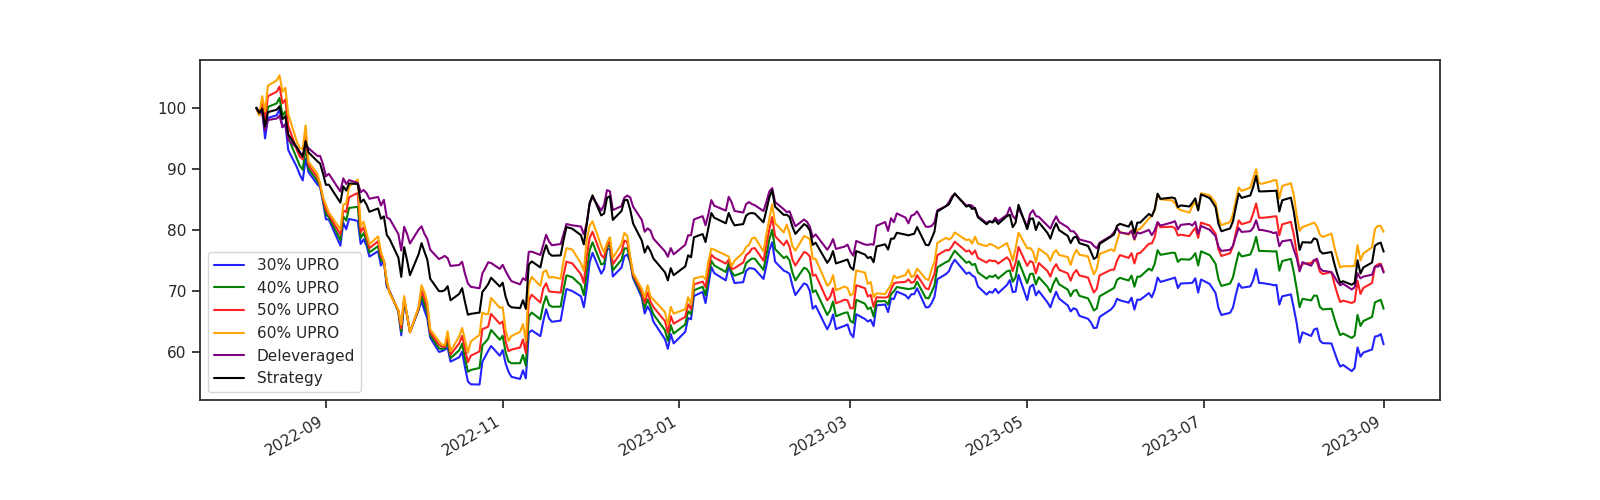 100
90
80
70
60
30% UPRO
40% UPRO
50% UPRO
60% UPRO
Deleveraged
Strategy
2022-09
2022-11
2023-01
2023-03
2023-05
2023-07
2023-09